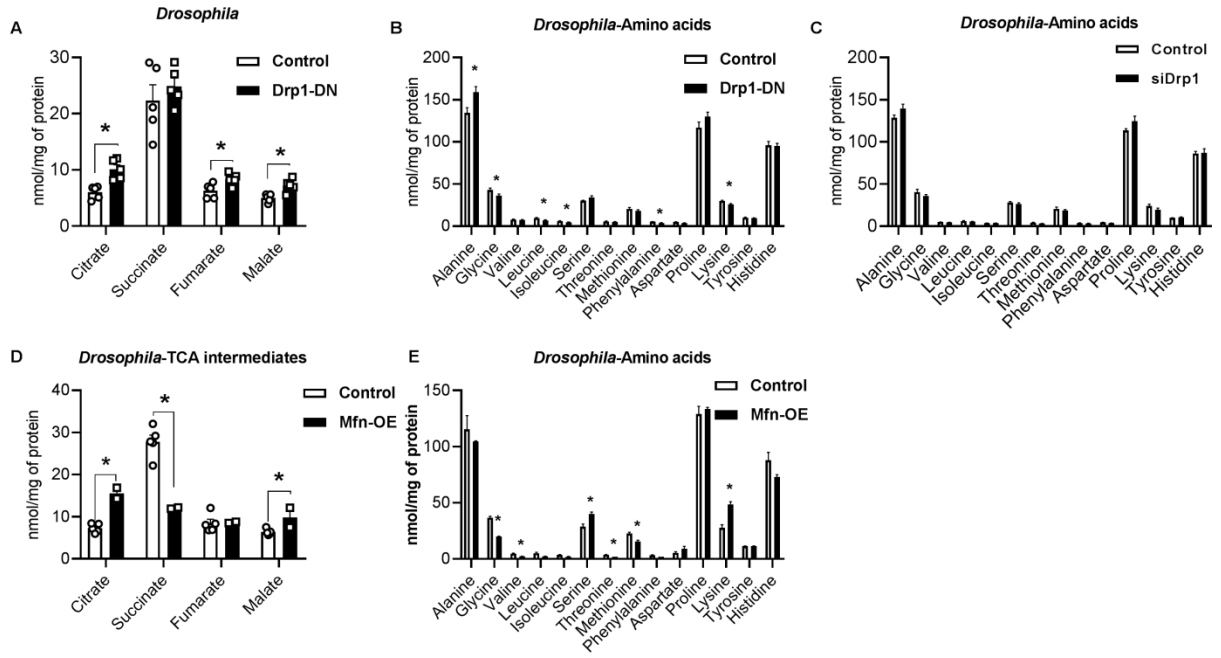 Drosophila
A
nmol/mg of protein
30
20
10
0
Control
Drp1-DN
*
*
*
Citrate
Succinate
Fumarate
Malate
B
Drosophila-Amino acids
nmol/mg of protein
200
150
100
50
0
Control
Drp1-DN
*
*
*
*
*
*
Alanine
Glycine
Valine
Leucine
Isoleucine
Serine
Threonine
Methionine
Phenylalanine
Aspartate
Proline
Lysine
Tyrosine
Histidine
C
Drosophila-Amino acids
nmol/mg of protein
200
150
100
50
0
Control
siDrp1
Alanine
Glycine
Valine
Leucine
Isoleucine
Serine
Threonine
Methionine
Phenylalanine
Aspartate
Proline
Lysine
Tyrosine
Histidine
D
Drosophila-TCA intermediates
nmol/mg of protein
40
30
20
10
0
Control
Mfn-OE
*
*
*
Citrate
Succinate
Fumarate
Malate
E
Drosophila-Amino acids
nmol/mg of protein
150
100
50
0
Control
Mfn-OE
*
*
*
*
*
*
Alanine
Glycine
Valine
Leucine
Isoleucine
Serine
Threonine
Methionine
Phenylalanine
Aspartate
Proline
Lysine
Tyrosine
Histidine